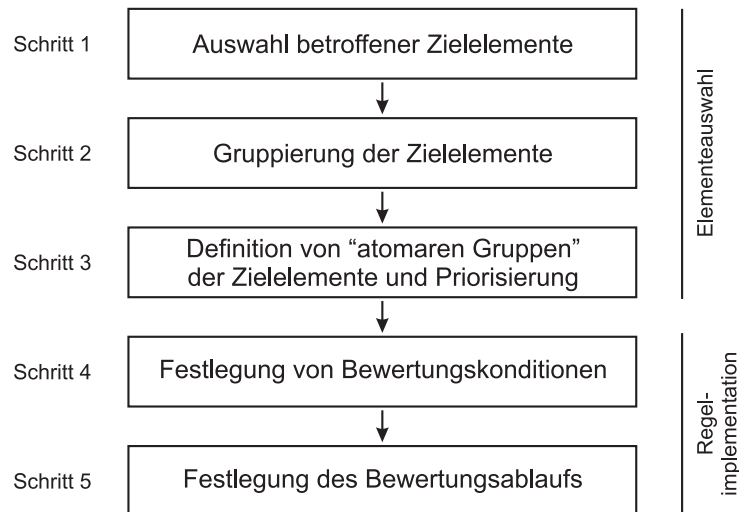 Schritt 1
Auswahl betroffener Zielelemente
Schritt 2
Gruppierung der Zielelemente
Schritt 3
Definition von “atomaren Gruppen”
der Zielelemente und Priorisierung
Elementeauswahl
Schritt 4
Festlegung von Bewertungskonditionen
Schritt 5
Festlegung des Bewertungsablaufs
Regel-
implementation